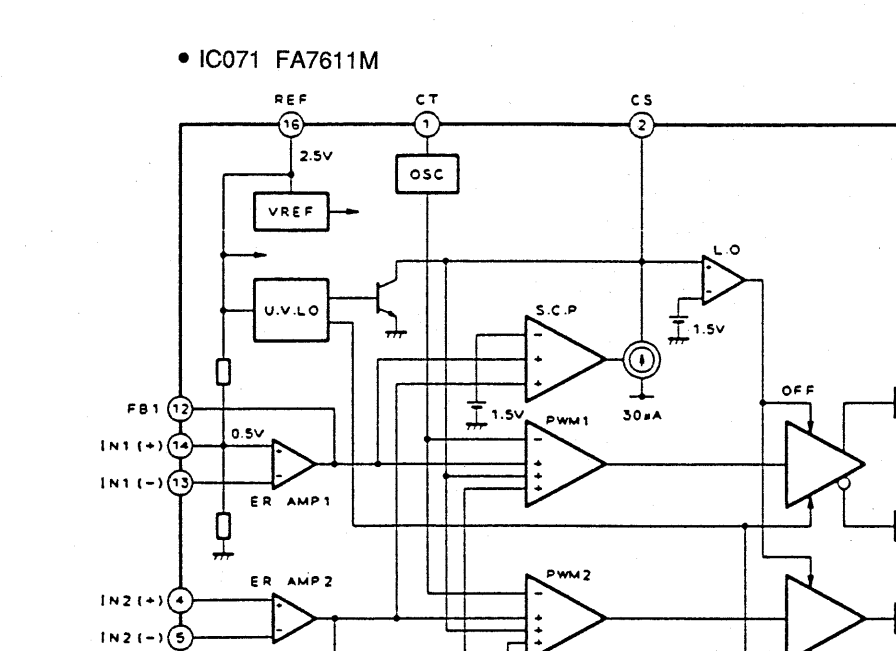 • IC071 FA7611M
REF CT CS
16 1 2
2.5V
OSC
VREF
L.O
+
−
U.V.LO
S.C.P
1.5V
−
+
+
OFF
FB1 12
1.5V
30μA
PWM1
IN1(+) 14
0.5V
+
−
−
+
+
+
IN1(-) 13
ER AMP1
ER AMP2
PWM2
IN2(+) 4
+
−
−
+
+
+
IN2(-) 5